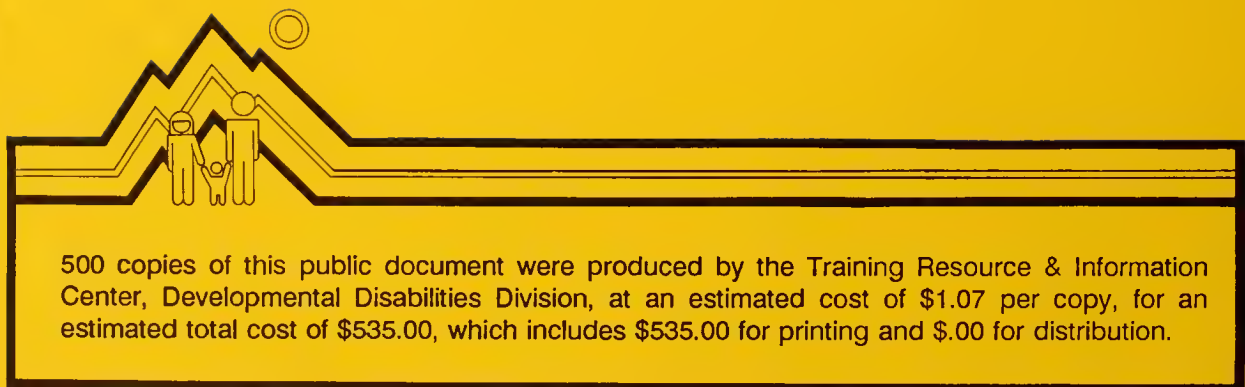 500 copies of this public document were produced by the Training Resource & Information
Center, Developmental Disabilities Division, at an estimated cost of $1.07 per copy, for an
estimated total cost of $535.00, which includes $535.00 for printing and $.00 for distribution.